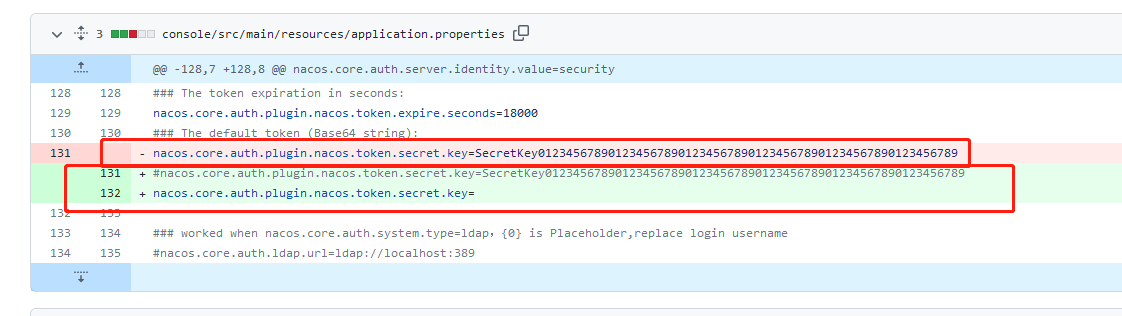 3 console/src/main/resources/application.properties
@@ -128,7 +128,8 @@ nacos.core.auth.server.identity.value=security
128 128 ### The token expiration in seconds:
129 129 nacos.core.auth.plugin.nacos.token.expire.seconds=18000
130 130 ### The default token (Base64 string):
131 - nacos.core.auth.plugin.nacos.token.secret.key=SecretKey012345678901234567890123456789012345678901234567890123456789
131 + #nacos.core.auth.plugin.nacos.token.secret.key=SecretKey012345678901234567890123456789012345678901234567890123456789
132 + nacos.core.auth.plugin.nacos.token.secret.key=
132 133
133 134 ### worked when nacos.core.auth.system.type=ldap，{0} is Placeholder,replace login username
134 135 #nacos.core.auth.ldap.url=ldap://localhost:389